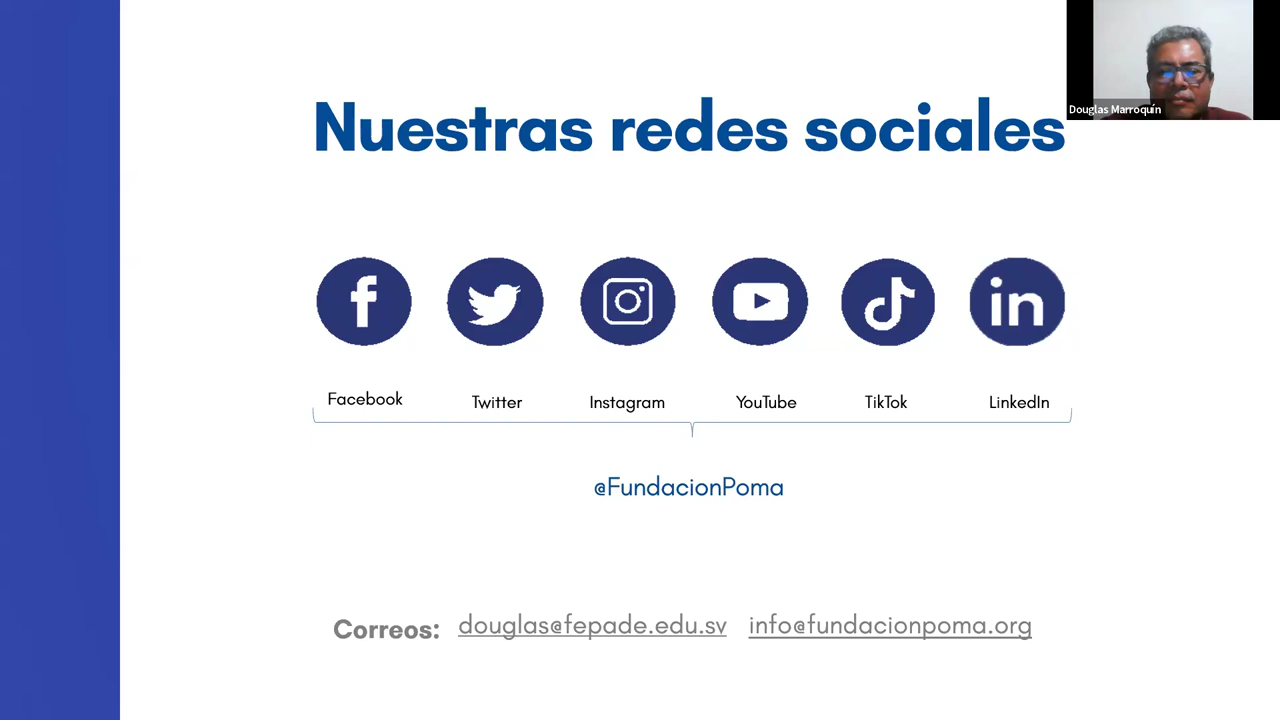 Nuestras redes sociales
Douglas Marroquín
Facebook
Twitter
Instagram
YouTube
TikTok
LinkedIn
@FundacionPoma
Correos: douglas@fepade.edu.sv info@fundacionpoma.org